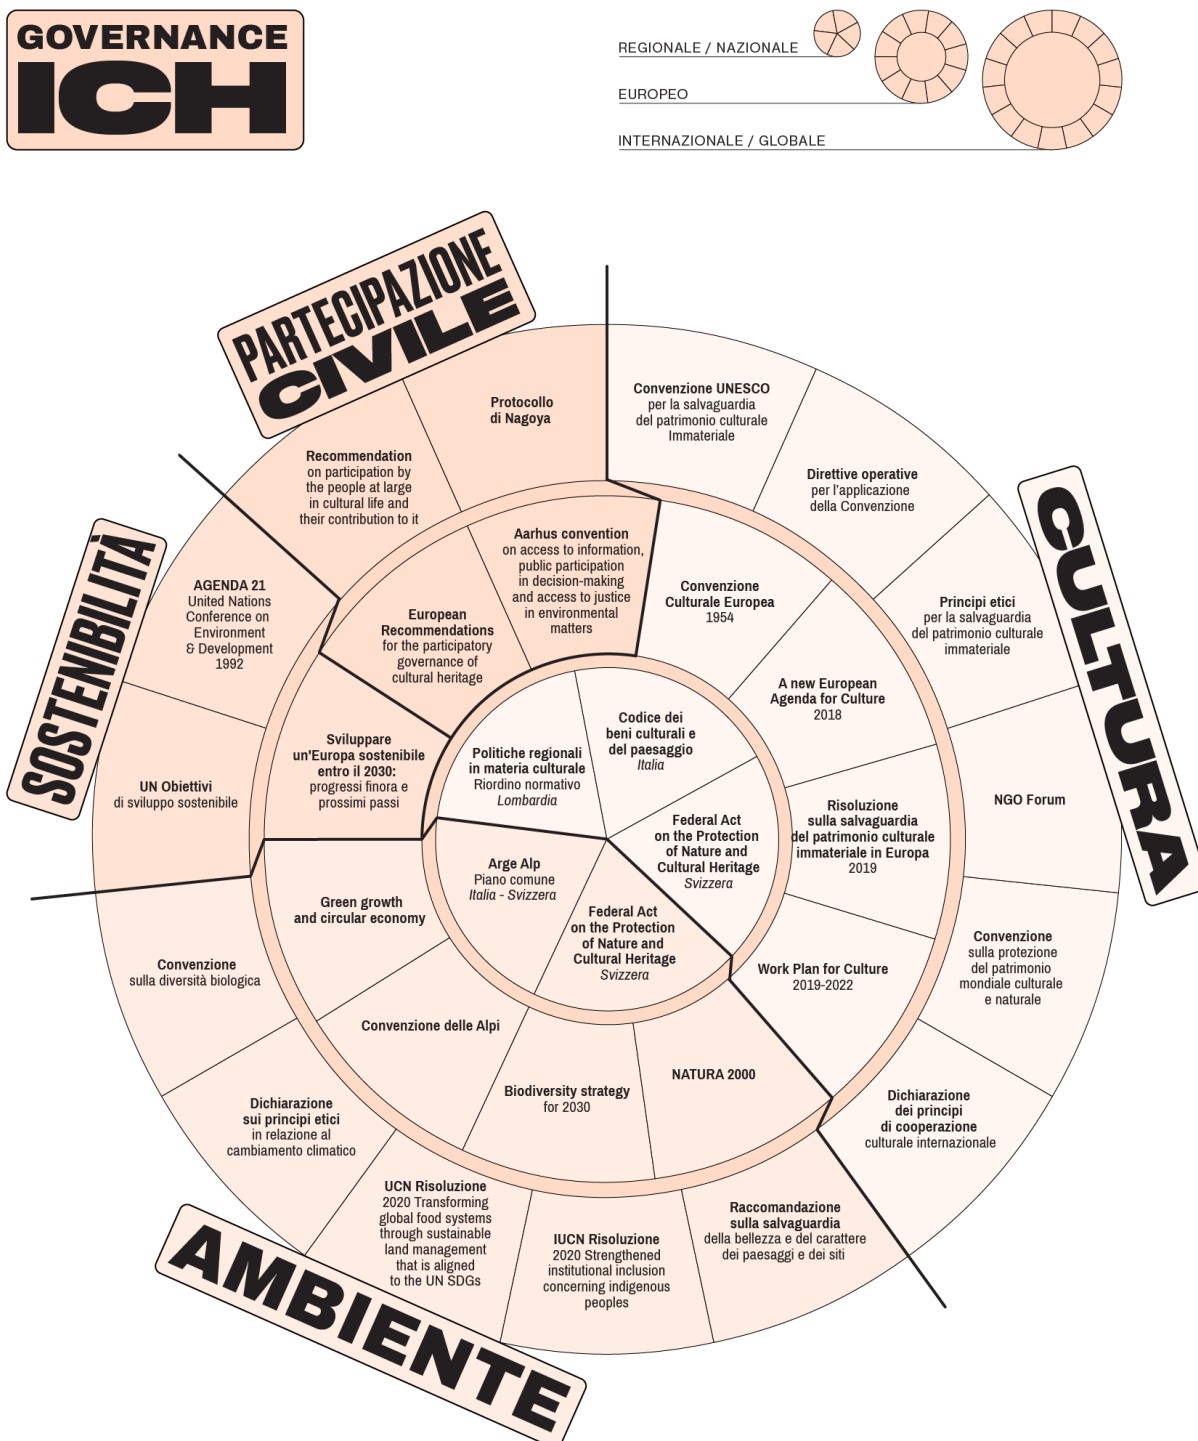 GOVERNANCE
ICH
REGIONALE / NAZIONALE
EUROPEO
INTERNAZIONALE / GLOBALE
PARTECIPAZIONE
CIVILE
SOSTENIBILITÀ
CULTURA
AMBIENTE
Convenzione UNESCO
per la salvaguardia
del patrimonio culturale
Immateriale
Direttive operative
per l'applicazione
della Convenzione
Principi etici
per la salvaguardia
del patrimonio culturale
immateriale
NGO Forum
Convenzione
sulla protezione
del patrimonio
mondiale culturale
e naturale
Dichiarazione
dei principi
di cooperazione
culturale internazionale
Raccomandazione
sulla salvaguardia
della bellezza e del carattere
dei paesaggi e dei siti
IUCN Risoluzione
2020 Strengthened
institutional inclusion
concerning indigenous
peoples
UCN Risoluzione
2020 Transforming
global food systems
through sustainable
land management
that is aligned
to the UN SDGs
Dichiarazione
sui principi etici
in relazione al
cambiamento climatico
Convenzione
sulla diversità biologica
UN Obiettivi
di sviluppo sostenibile
AGENDA 21
United Nations
Conference on
Environment
& Development
1992
Recommendation
on participation by
the people at large
in cultural life and
their contribution to it
Protocollo
di Nagoya
Aarhus convention
on access to information,
public participation
in decision-making
and access to justice
in environmental
matters
Convenzione
Culturale Europea
1954
A new European
Agenda for Culture
2018
Risoluzione
sulla salvaguardia
del patrimonio culturale
immateriale in Europa
2019
Work Plan for Culture
2019-2022
NATURA 2000
Biodiversity strategy
for 2030
Convenzione delle Alpi
Green growth
and circular economy
Sviluppare
un'Europa sostenibile
entro il 2030:
progressi finora e
prossimi passi
European
Recommendations
for the participatory
governance of
cultural heritage
Codice dei
beni culturali e
del paesaggio
Italia
Federal Act
on the Protection
of Nature and
Cultural Heritage
Svizzera
Federal Act
on the Protection
of Nature and
Cultural Heritage
Svizzera
Arge Alp
Piano comune
Italia - Svizzera
Politiche regionali
in materia culturale
Riordino normativo
Lombardia